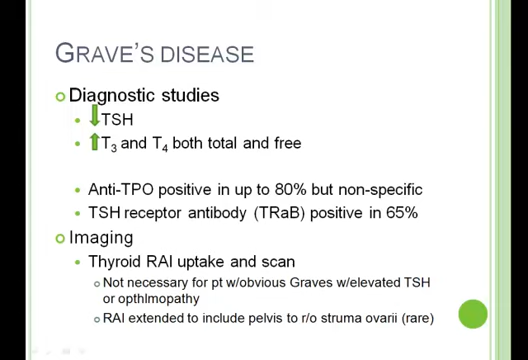 GRAVE'S DISEASE
Diagnostic studies
TSH
T3 and T4 both total and free
Anti-TPO positive in up to 80% but non-specific
TSH receptor antibody (TRaB) positive in 65%
Imaging
Thyroid RAI uptake and scan
Not necessary for pt w/obvious Graves w/elevated TSH
or opthlmopathy
RAI extended to include pelvis to r/o struma ovarii (rare)